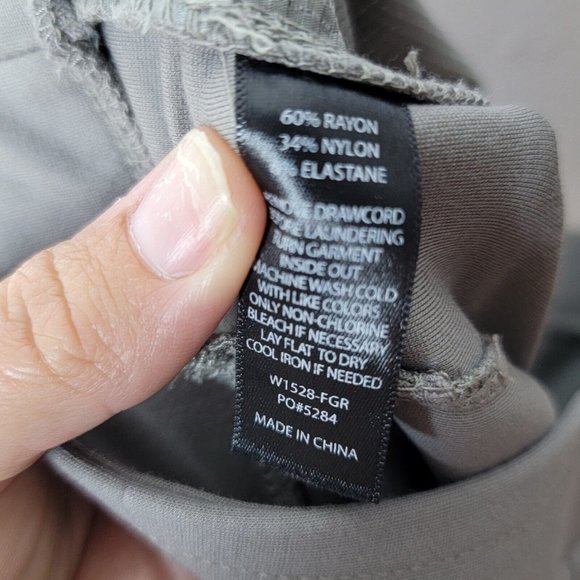 60% RAYON
34% NYLON
% ELASTANE
DRAWCORD
LAUNDERING
GARMENT
INSIDE OUT
MACHINE WASH COLD
WITH LIKE COLORS
ONLY NON-CHLORINE
BLEACH IF NECESSARY
LAY FLAT TO DRY
COOL IRON IF NEEDED
W1528-FGR
PO#5284
MADE IN CHINA